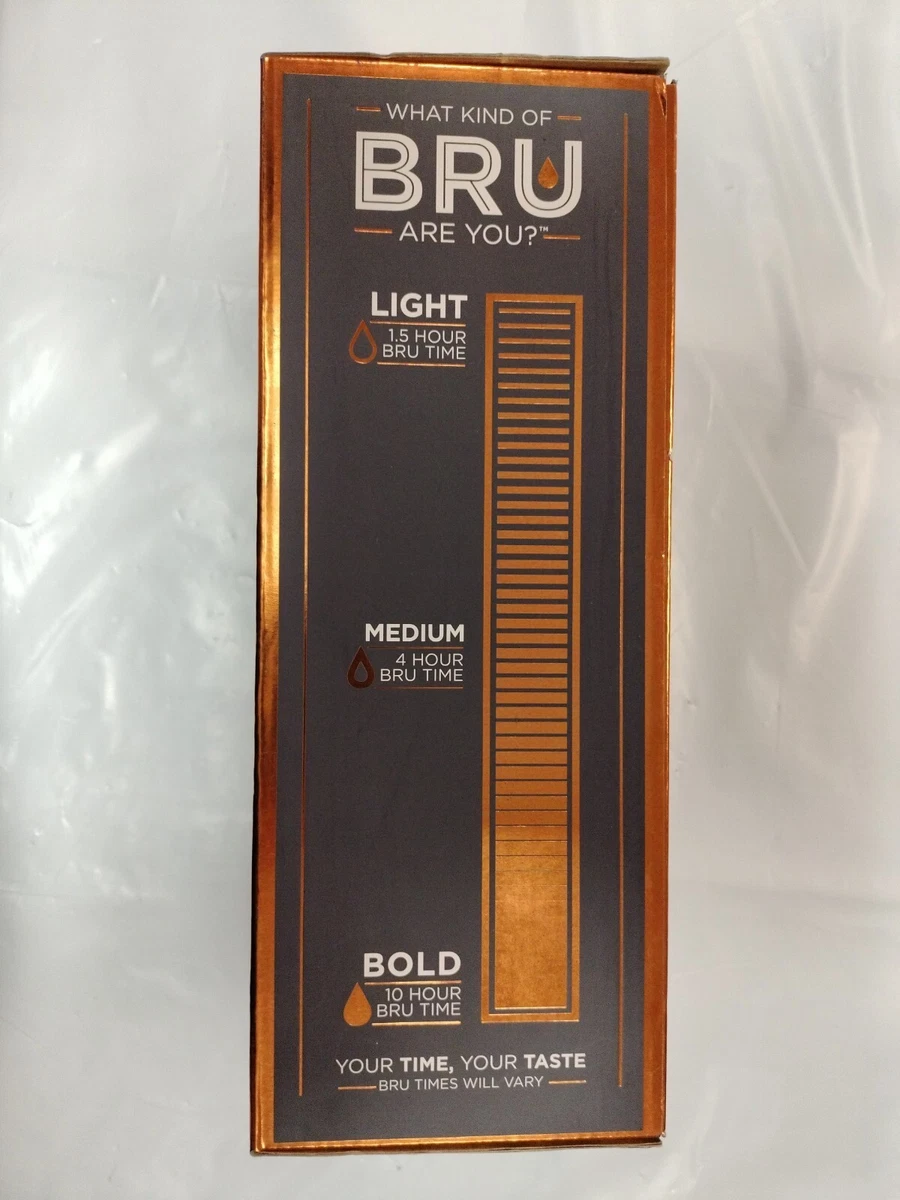 WHAT KIND OF
BRU
ARE YOU?™
LIGHT
1.5 HOUR
BRU TIME
MEDIUM
4 HOUR
BRU TIME
BOLD
10 HOUR
BRU TIME
YOUR TIME, YOUR TASTE
BRU TIMES WILL VARY